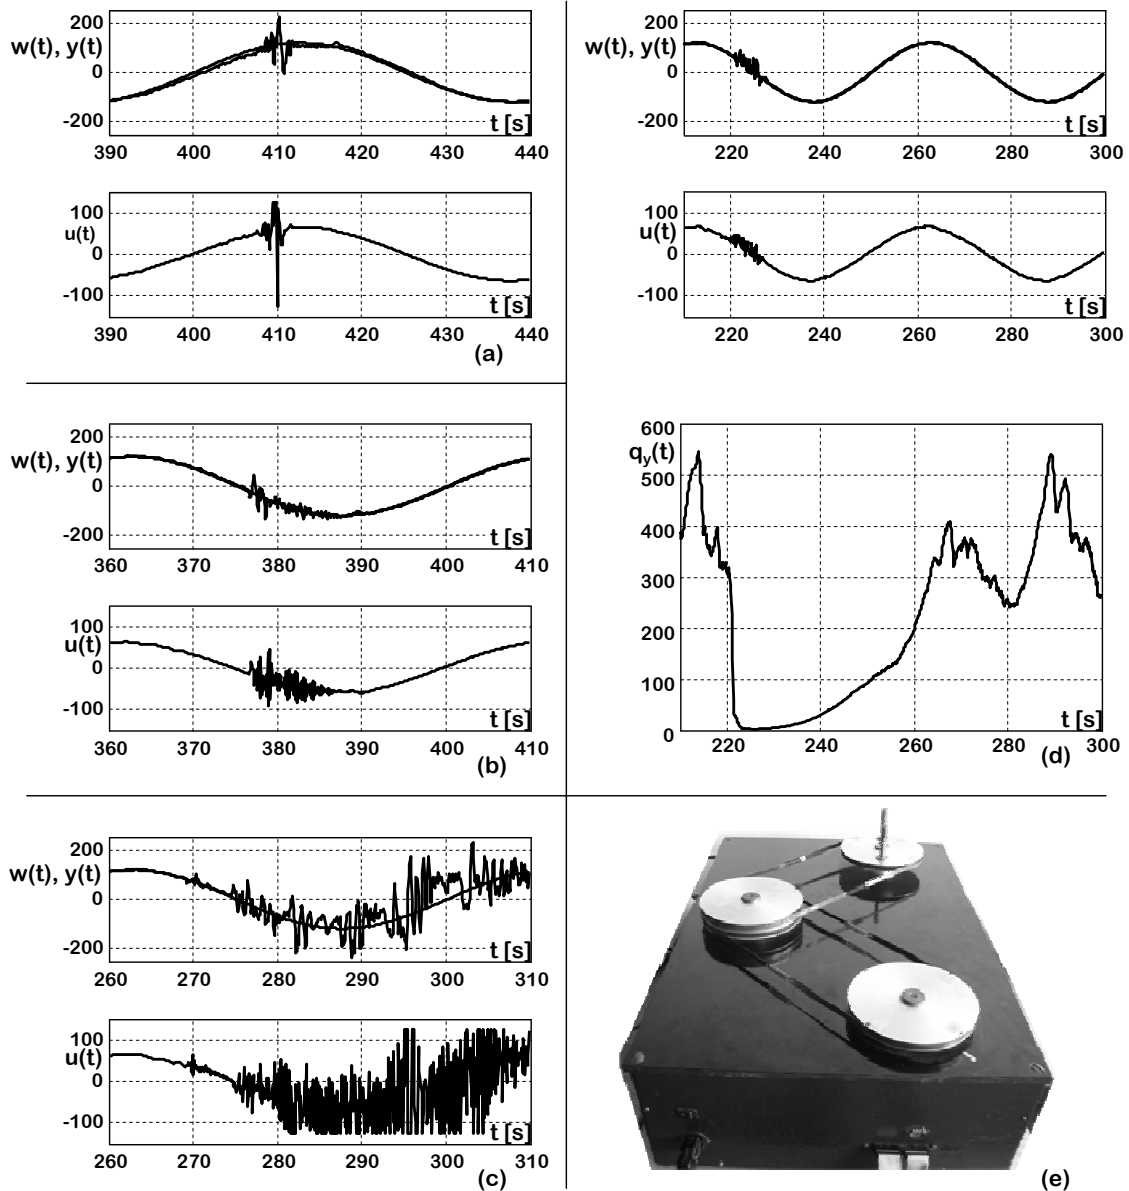 200
w(t), y(t)
0
-200
t [s]
390 400 410 420 430 440
100
u(t)
0
-100
t [s]
390 400 410 420 430 440
(a)
200
w(t), y(t)
0
-200
t [s]
220 240 260 280 300
100
u(t)
0
-100
t [s]
220 240 260 280 300
200
w(t), y(t)
0
-200
t [s]
360 370 380 390 400 410
100
u(t)
0
-100
t [s]
360 370 380 390 400 410
(b)
600
qy(t)
500
400
300
200
100
0
t [s]
220 240 260 280 300
(d)
200
w(t), y(t)
0
-200
t [s]
260 270 280 290 300 310
100
u(t)
0
-100
t [s]
260 270 280 290 300 310
(c)
(e)